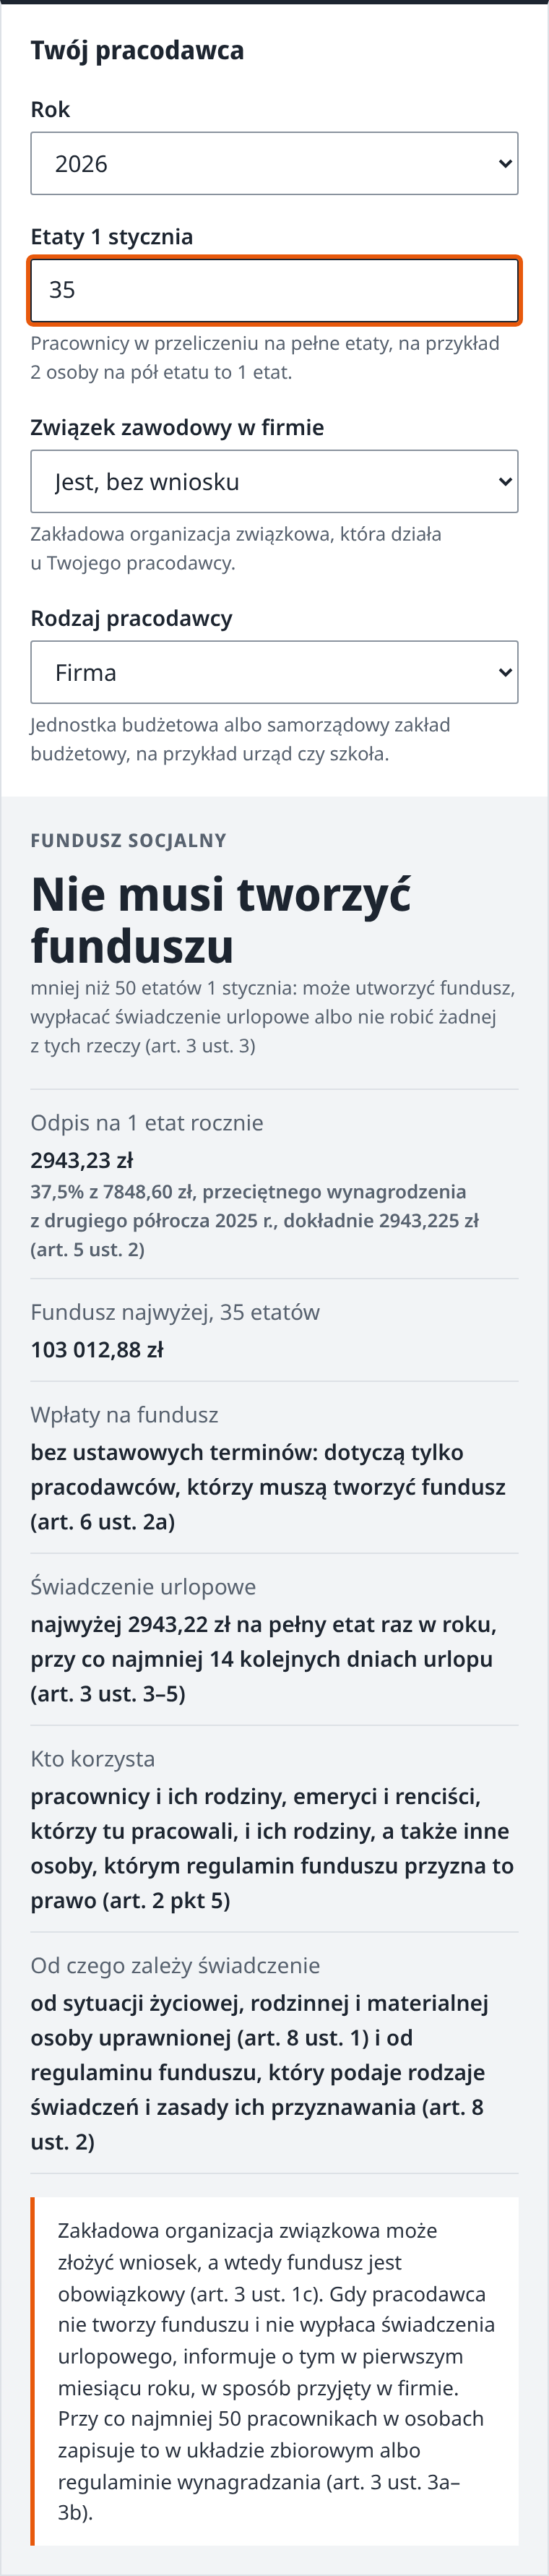 Twój pracodawca
Rok
2026
Etaty 1 stycznia
35
Pracownicy w przeliczeniu na pełne etaty, na przykład
2 osoby na pół etatu to 1 etat.
Związek zawodowy w firmie
Jest, bez wniosku
Zakładowa organizacja związkowa, która działa
u Twojego pracodawcy.
Rodzaj pracodawcy
Firma
Jednostka budżetowa albo samorządowy zakład
budżetowy, na przykład urząd czy szkoła.
FUNDUSZ SOCJALNY
Nie musi tworzyć
funduszu
mniej niż 50 etatów 1 stycznia: może utworzyć fundusz,
wypłacać świadczenie urlopowe albo nie robić żadnej
z tych rzeczy (art. 3 ust. 3)
Odpis na 1 etat rocznie
2943,23 zł
37,5% z 7848,60 zł, przeciętnego wynagrodzenia
z drugiego półrocza 2025 r., dokładnie 2943,225 zł
(art. 5 ust. 2)
Fundusz najwyżej, 35 etatów
103 012,88 zł
Wpłaty na fundusz
bez ustawowych terminów: dotyczą tylko
pracodawców, którzy muszą tworzyć fundusz
(art. 6 ust. 2a)
Świadczenie urlopowe
najwyżej 2943,22 zł na pełny etat raz w roku,
przy co najmniej 14 kolejnych dniach urlopu
(art. 3 ust. 3–5)
Kto korzysta
pracownicy i ich rodziny, emeryci i renciści,
którzy tu pracowali, i ich rodziny, a także inne
osoby, którym regulamin funduszu przyzna to
prawo (art. 2 pkt 5)
Od czego zależy świadczenie
od sytuacji życiowej, rodzinnej i materialnej
osoby uprawnionej (art. 8 ust. 1) i od
regulaminu funduszu, który podaje rodzaje
świadczeń i zasady ich przyznawania (art. 8
ust. 2)
Zakładowa organizacja związkowa może
złożyć wniosek, a wtedy fundusz jest
obowiązkowy (art. 3 ust. 1c). Gdy pracodawca
nie tworzy funduszu i nie wypłaca świadczenia
urlopowego, informuje o tym w pierwszym
miesiącu roku, w sposób przyjęty w firmie.
Przy co najmniej 50 pracownikach w osobach
zapisuje to w układzie zbiorowym albo
regulaminie wynagradzania (art. 3 ust. 3a–
3b).